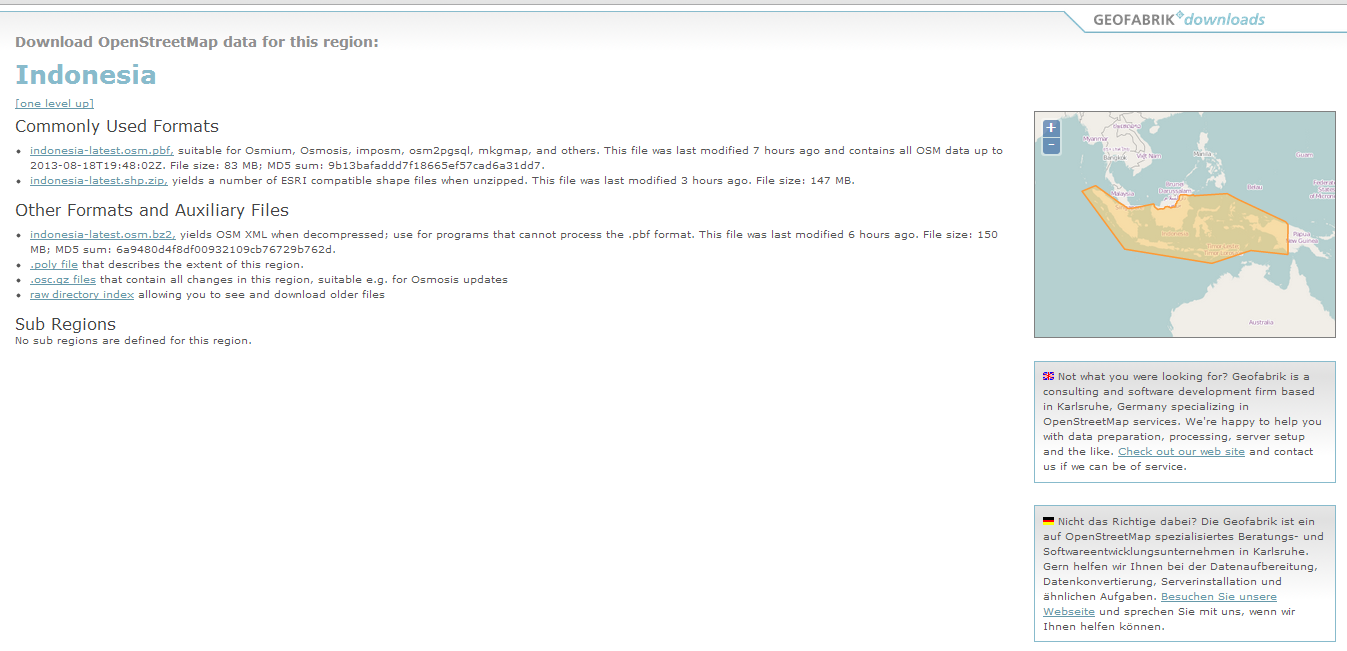 GEOFABRIK downloads
Download OpenStreetMap data for this region:
Indonesia
[one level up]
Commonly Used Formats
indonesia-latest.osm.pbf, suitable for Osmium, Osmosis, imposm, osm2pgsql, mkgmap, and others. This file was last modified 7 hours ago and contains all OSM data up to
2013-08-18T19:48:02Z. File size: 83 MB; MD5 sum: 9b13bafaddd7f18665ef57cad6a31dd7.
indonesia-latest.shp.zip, yields a number of ESRI compatible shape files when unzipped. This file was last modified 3 hours ago. File size: 147 MB.
Other Formats and Auxiliary Files
indonesia-latest.osm.bz2, yields OSM XML when decompressed; use for programs that cannot process the .pbf format. This file was last modified 6 hours ago. File size: 150
MB; MD5 sum: 6a9480d4f8df00932109cb76729b762d.
.poly file that describes the extent of this region.
.osc.gz files that contain all changes in this region, suitable e.g. for Osmosis updates
raw directory index allowing you to see and download older files
Sub Regions
No sub regions are defined for this region.
+
−
Myanmar
Bangkok
Việt Nam
Manila
Guam
Malaysia
Brunei
Darussalam
Belau
Indonesia
Papua
Australia
Not what you were looking for? Geofabrik is a
consulting and software development firm based
in Karlsruhe, Germany specializing in
OpenStreetMap services. We're happy to help you
with data preparation, processing, server setup
and the like. Check out our web site and contact
us if we can be of service.
Nicht das Richtige dabei? Die Geofabrik ist ein
auf OpenStreetMap spezialisiertes Beratungs- und
Softwareentwicklungsunternehmen in Karlsruhe.
Gern helfen wir Ihnen bei der Datenaufbereitung,
Datenkonvertierung, Serverinstallation und
ähnlichen Aufgaben. Besuchen Sie unsere
Webseite und sprechen Sie mit uns, wenn wir
Ihnen helfen können.